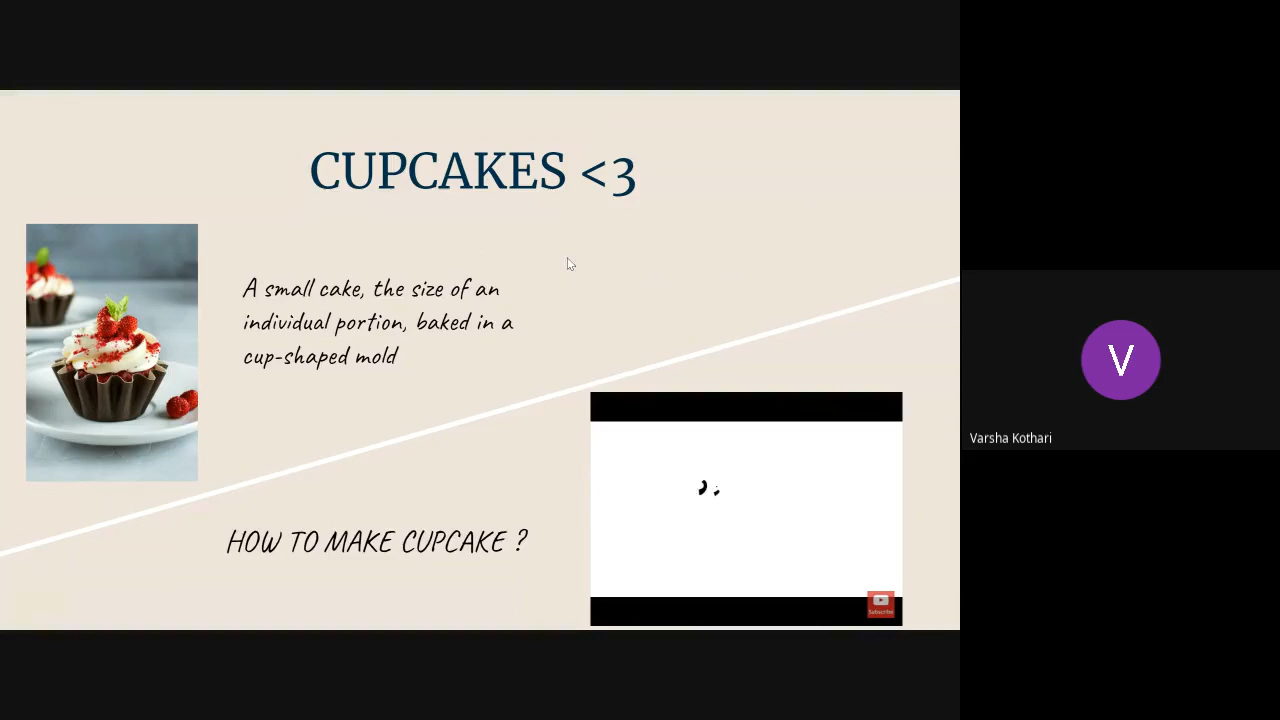 CUPCAKES <3
A small cake, the size of an
individual portion, baked in a
cup-shaped mold
HOW TO MAKE CUPCAKE ?
Subscribe
V
Varsha Kothari